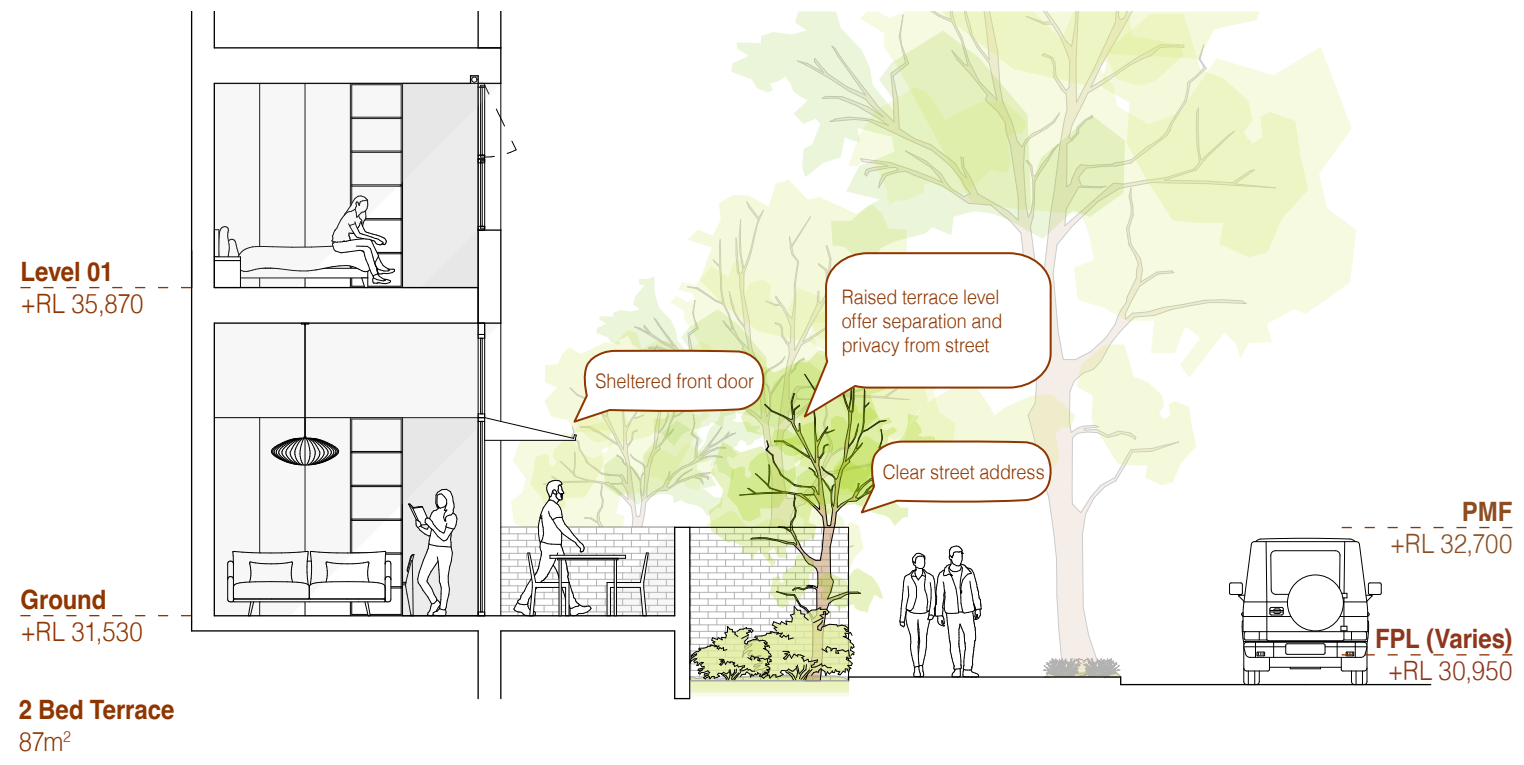 Level 01
+RL 35,870
Raised terrace level
offer separation and
privacy from street
Sheltered front door
Clear street address
PMF
+RL 32,700
Ground
+RL 31,530
FPL (Varies)
+RL 30,950
2 Bed Terrace
87m²